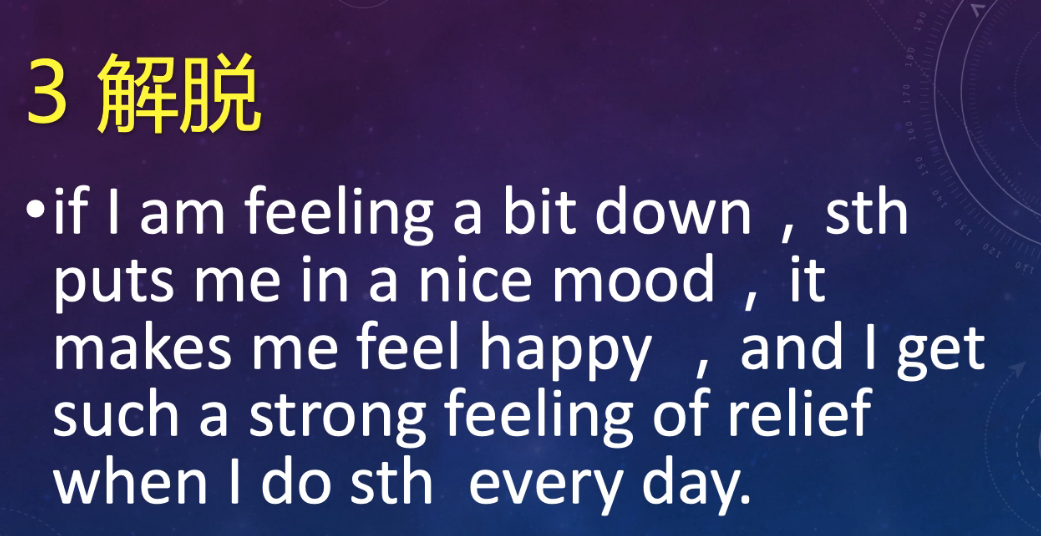 3 解脱
•if I am feeling a bit down , sth
puts me in a nice mood , it
makes me feel happy , and I get
such a strong feeling of relief
when I do sth every day.